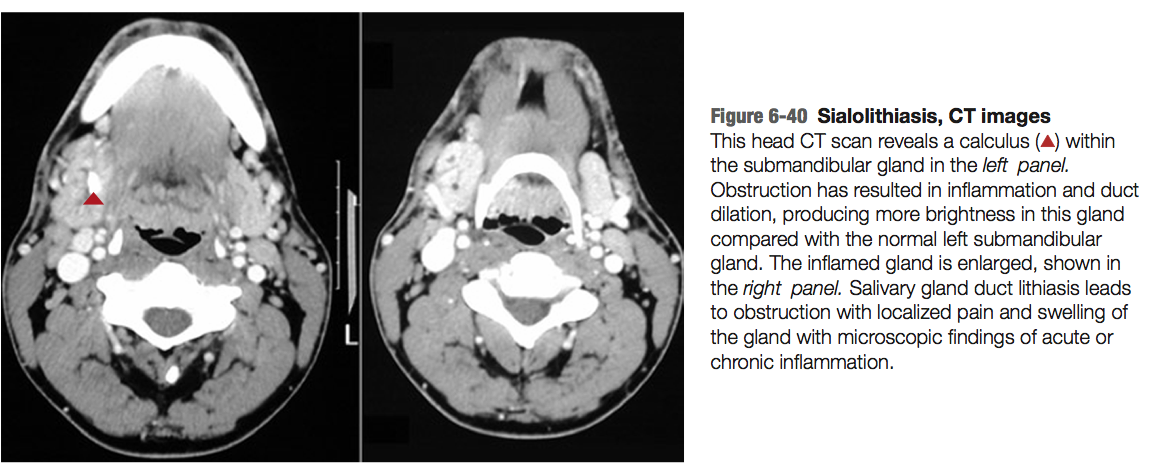 L
Figure 6-40 Sialolithiasis, CT images
This head CT scan reveals a calculus (▲) within
the submandibular gland in the left panel.
Obstruction has resulted in inflammation and duct
dilation, producing more brightness in this gland
compared with the normal left submandibular
gland. The inflamed gland is enlarged, shown in
the right panel. Salivary gland duct lithiasis leads
to obstruction with localized pain and swelling of
the gland with microscopic findings of acute or
chronic inflammation.